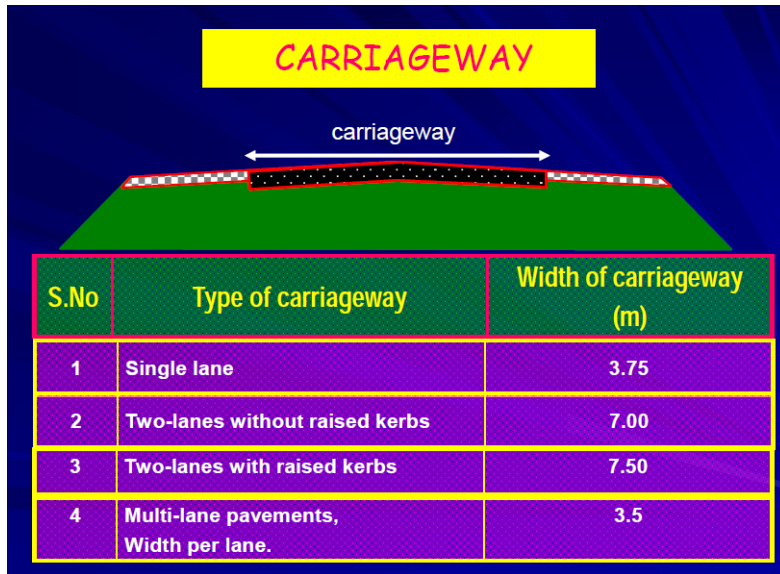 CARRIAGEWAY
carriageway
S.No Type of carriageway Width of carriageway
(m)
1 Single lane 3.75
2 Two-lanes without raised kerbs 7.00
3 Two-lanes with raised kerbs 7.50
4 Multi-lane pavements, 3.5
Width per lane.